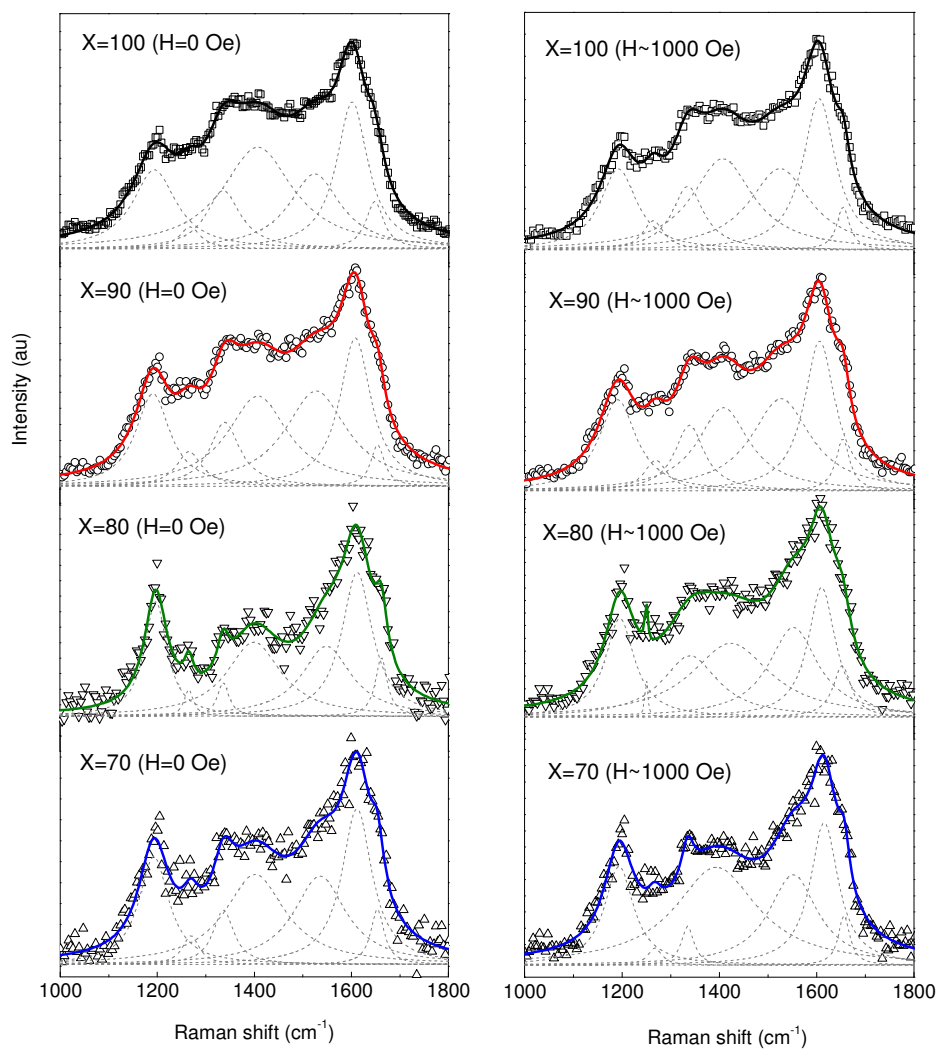 X=100 (H=0 Oe)
X=90 (H=0 Oe)
X=80 (H=0 Oe)
X=70 (H=0 Oe)
Intensity (au)
1000 1200 1400 1600 1800
Raman shift (cm⁻¹)
X=100 (H~1000 Oe)
X=90 (H~1000 Oe)
X=80 (H~1000 Oe)
X=70 (H~1000 Oe)
1000 1200 1400 1600 1800
Raman shift (cm⁻¹)